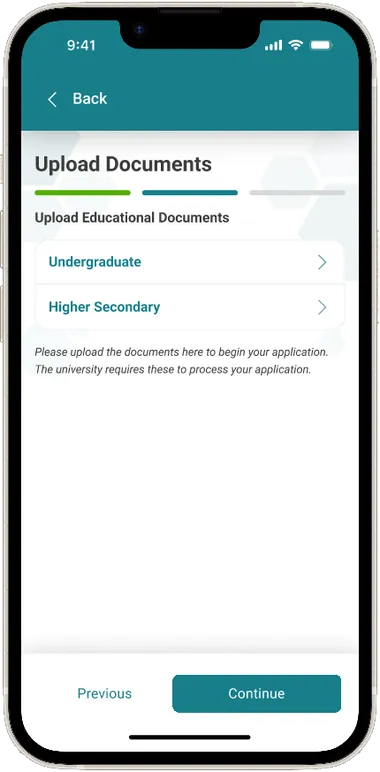 9:41
Back
Upload Documents
Upload Educational Documents
Undergraduate
Higher Secondary
Please upload the documents here to begin your application.
The university requires these to process your application.
Previous
Continue